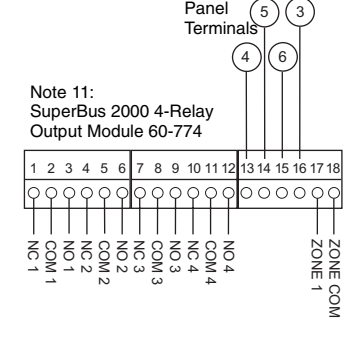 Panel
Terminals
5
3
4
6
Note 11:
SuperBus 2000 4-Relay
Output Module 60-774
1 2 3 4 5 6 7 8 9 10 11 12 13 14 15 16 17 18
NC 1
COM 1
NO 1
NC 2
COM 2
NO 2
NC 3
COM 3
NO 3
NC 4
COM 4
NO 4
ZONE 1
ZONE COM